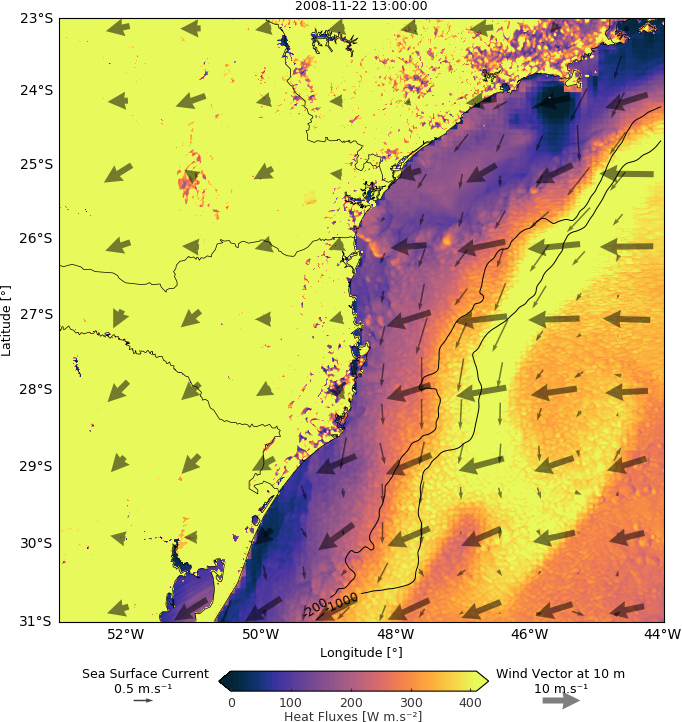 2008-11-22 13:00:00
23°S
24°S
25°S
26°S
27°S
28°S
29°S
30°S
31°S
Latitude [°]
-200
-1000
52°W 50°W 48°W 46°W 44°W
Longitude [°]
Sea Surface Current
0.5 m.s⁻¹
0 100 200 300 400
Heat Fluxes [W m.s⁻²]
Wind Vector at 10 m
10 m.s⁻¹